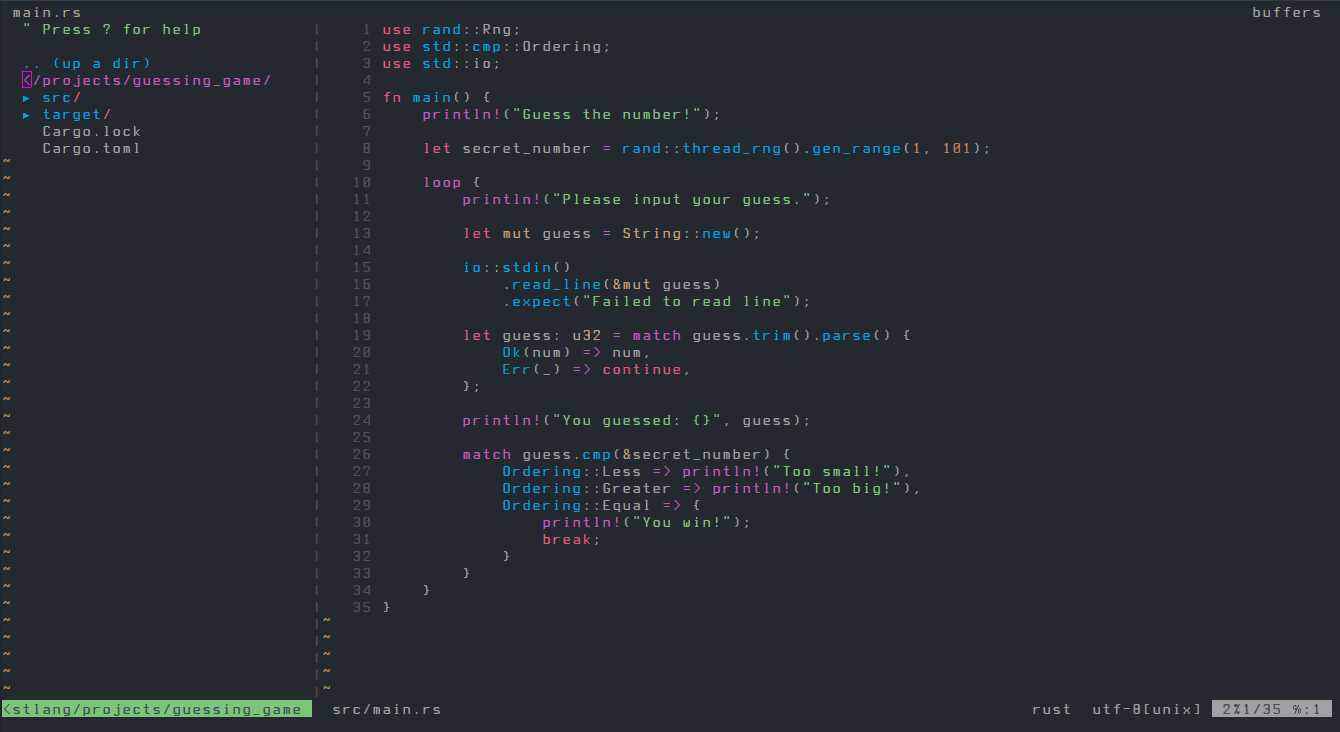 main.rs buffers
" Press ? for help
.. (up a dir)
</projects/guessing_game/
▸ src/
▸ target/
Cargo.lock
Cargo.toml
1 use rand::Rng;
2 use std::cmp::Ordering;
3 use std::io;
4
5 fn main() {
6     println!("Guess the number!");
7
8     let secret_number = rand::thread_rng().gen_range(1, 101);
9
10     loop {
11         println!("Please input your guess.");
12
13         let mut guess = String::new();
14
15         io::stdin()
16             .read_line(&mut guess)
17             .expect("Failed to read line");
18
19         let guess: u32 = match guess.trim().parse() {
20             Ok(num) => num,
21             Err(_) => continue,
22         };
23
24         println!("You guessed: {}", guess);
25
26         match guess.cmp(&secret_number) {
27             Ordering::Less => println!("Too small!"),
28             Ordering::Greater => println!("Too big!"),
29             Ordering::Equal => {
30                 println!("You win!");
31                 break;
32             }
33         }
34     }
35 }
<stlang/projects/guessing_game src/main.rs rust utf-8[unix] 2%1/35 %:1